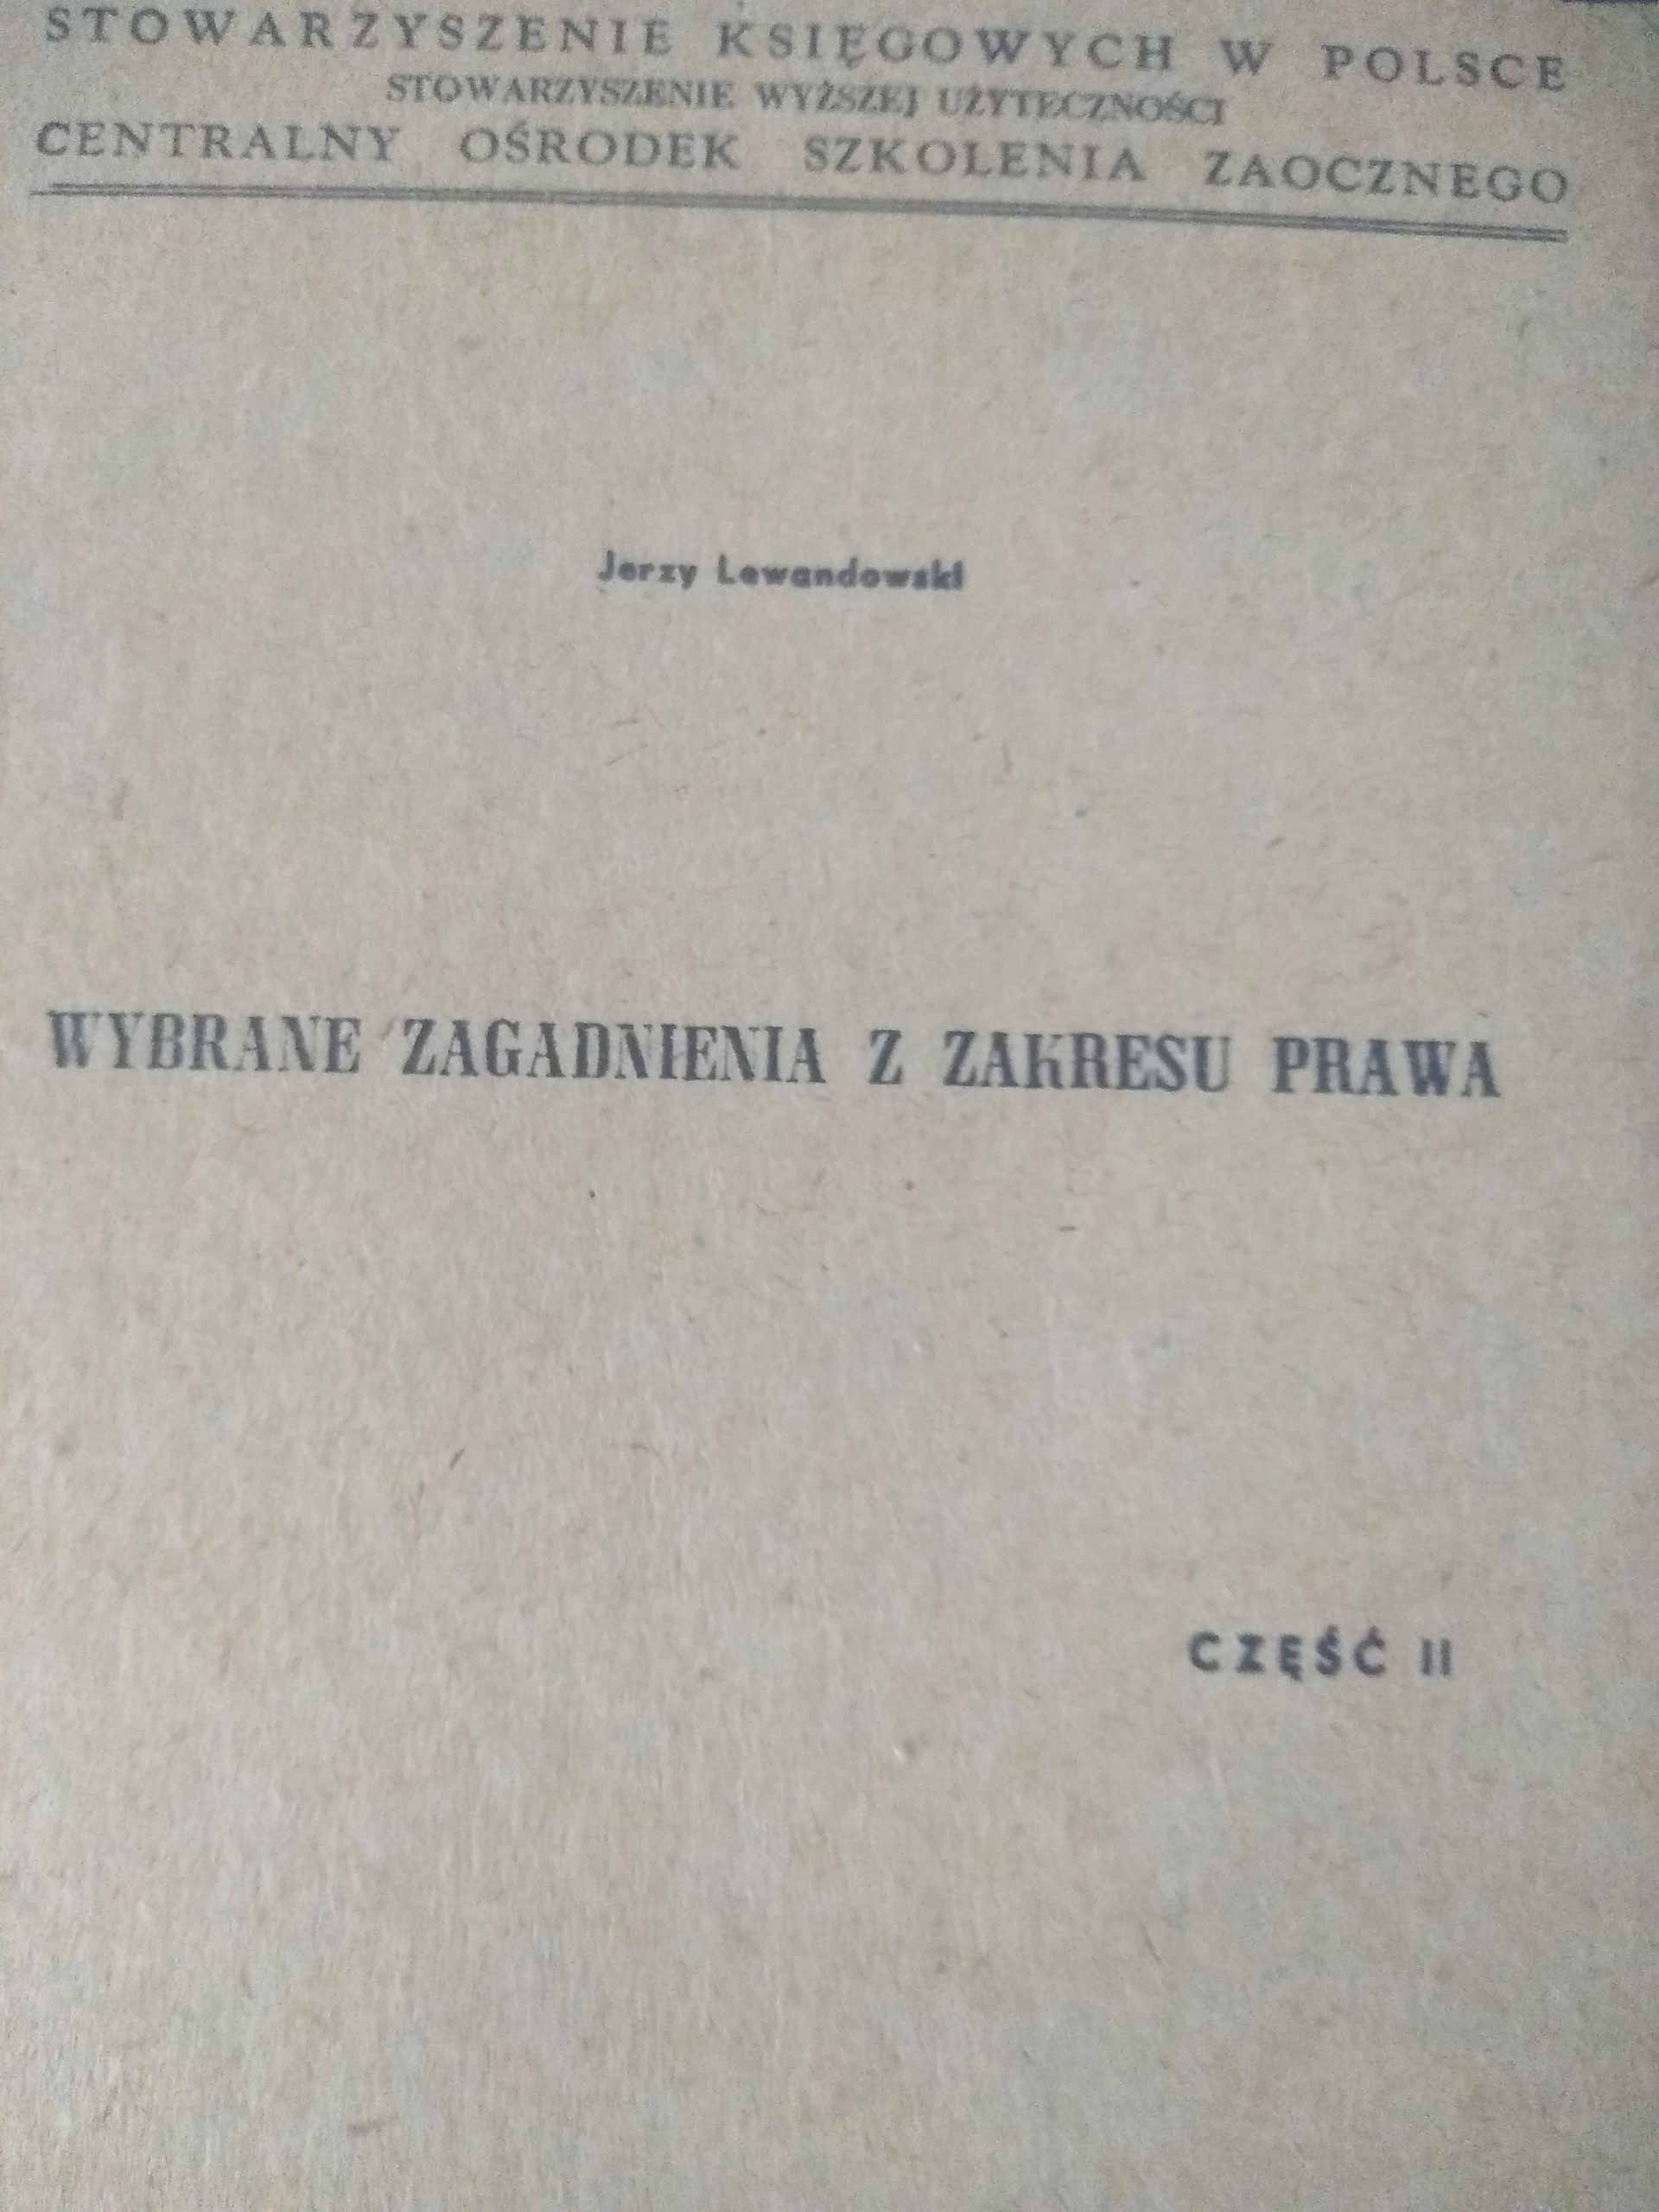 STOWARZYSZENIE KSIĘGOWYCH W POLSCE
STOWARZYSZENIE WYŻSZEJ UŻYTECZNOŚCI
CENTRALNY OŚRODEK SZKOLENIA ZAOCZNEGO
Jerzy Lewandowski
WYBRANE ZAGADNIENIA Z ZAKRESU PRAWA
CZĘŚĆ II